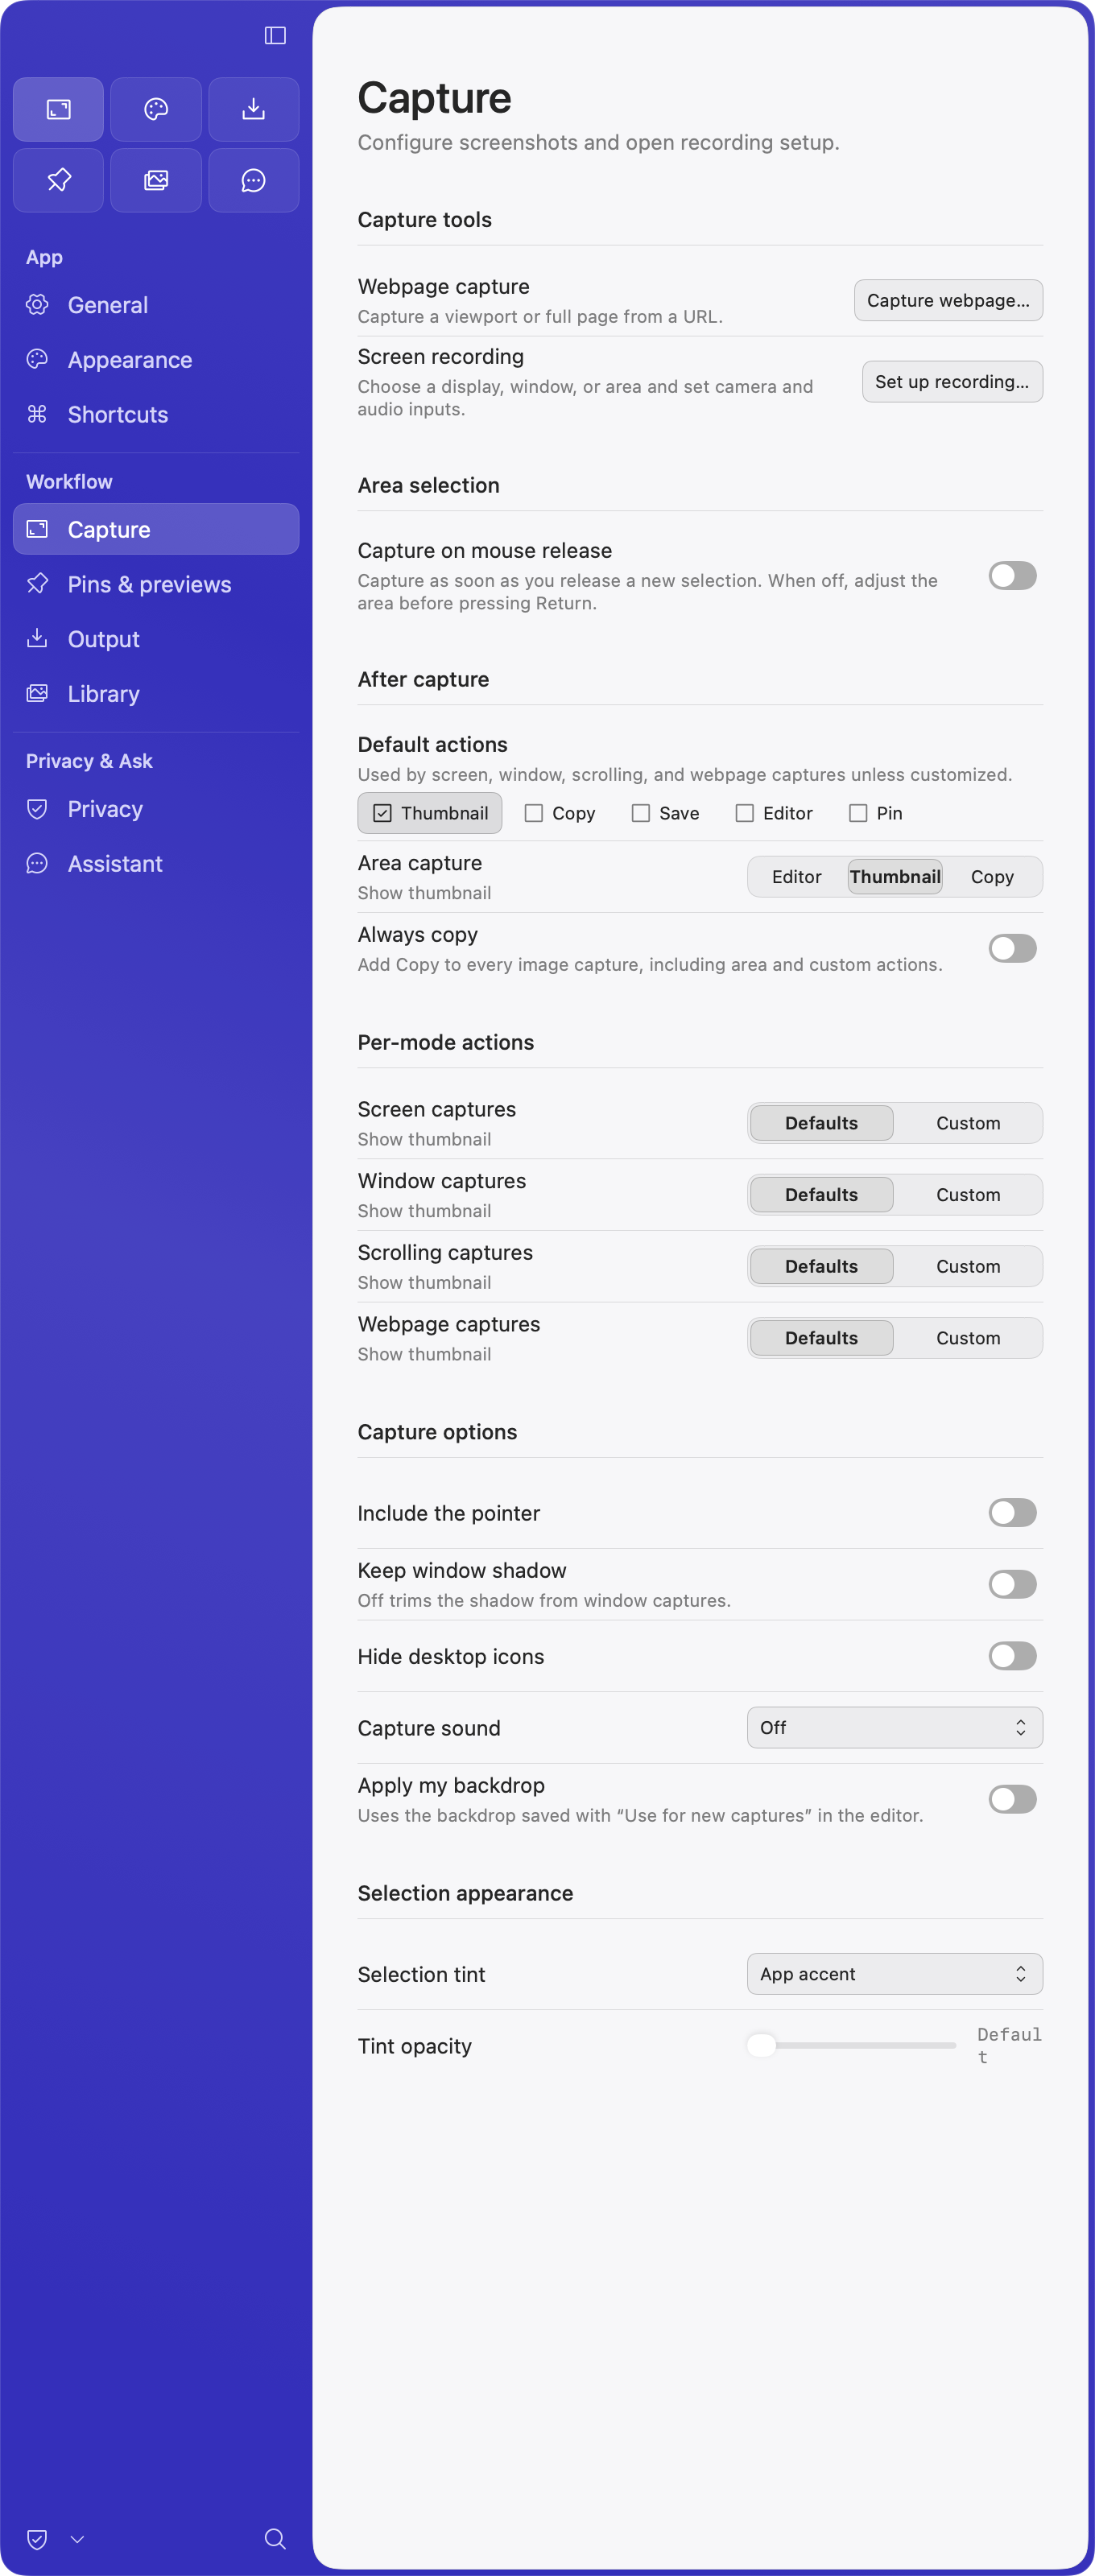 App
General
Appearance
Shortcuts
Workflow
Capture
Pins & previews
Output
Library
Privacy & Ask
Privacy
Assistant
Capture
Configure screenshots and open recording setup.
Capture tools
Webpage capture
Capture a viewport or full page from a URL.
Capture webpage...
Screen recording
Choose a display, window, or area and set camera and
audio inputs.
Set up recording...
Area selection
Capture on mouse release
Capture as soon as you release a new selection. When off, adjust the
area before pressing Return.
After capture
Default actions
Used by screen, window, scrolling, and webpage captures unless customized.
Thumbnail Copy Save Editor Pin
Area capture
Show thumbnail
Editor Thumbnail Copy
Always copy
Add Copy to every image capture, including area and custom actions.
Per-mode actions
Screen captures
Show thumbnail
Defaults Custom
Window captures
Show thumbnail
Defaults Custom
Scrolling captures
Show thumbnail
Defaults Custom
Webpage captures
Show thumbnail
Defaults Custom
Capture options
Include the pointer
Keep window shadow
Off trims the shadow from window captures.
Hide desktop icons
Capture sound
Off
Apply my backdrop
Uses the backdrop saved with “Use for new captures” in the editor.
Selection appearance
Selection tint
App accent
Tint opacity
Defaul
t